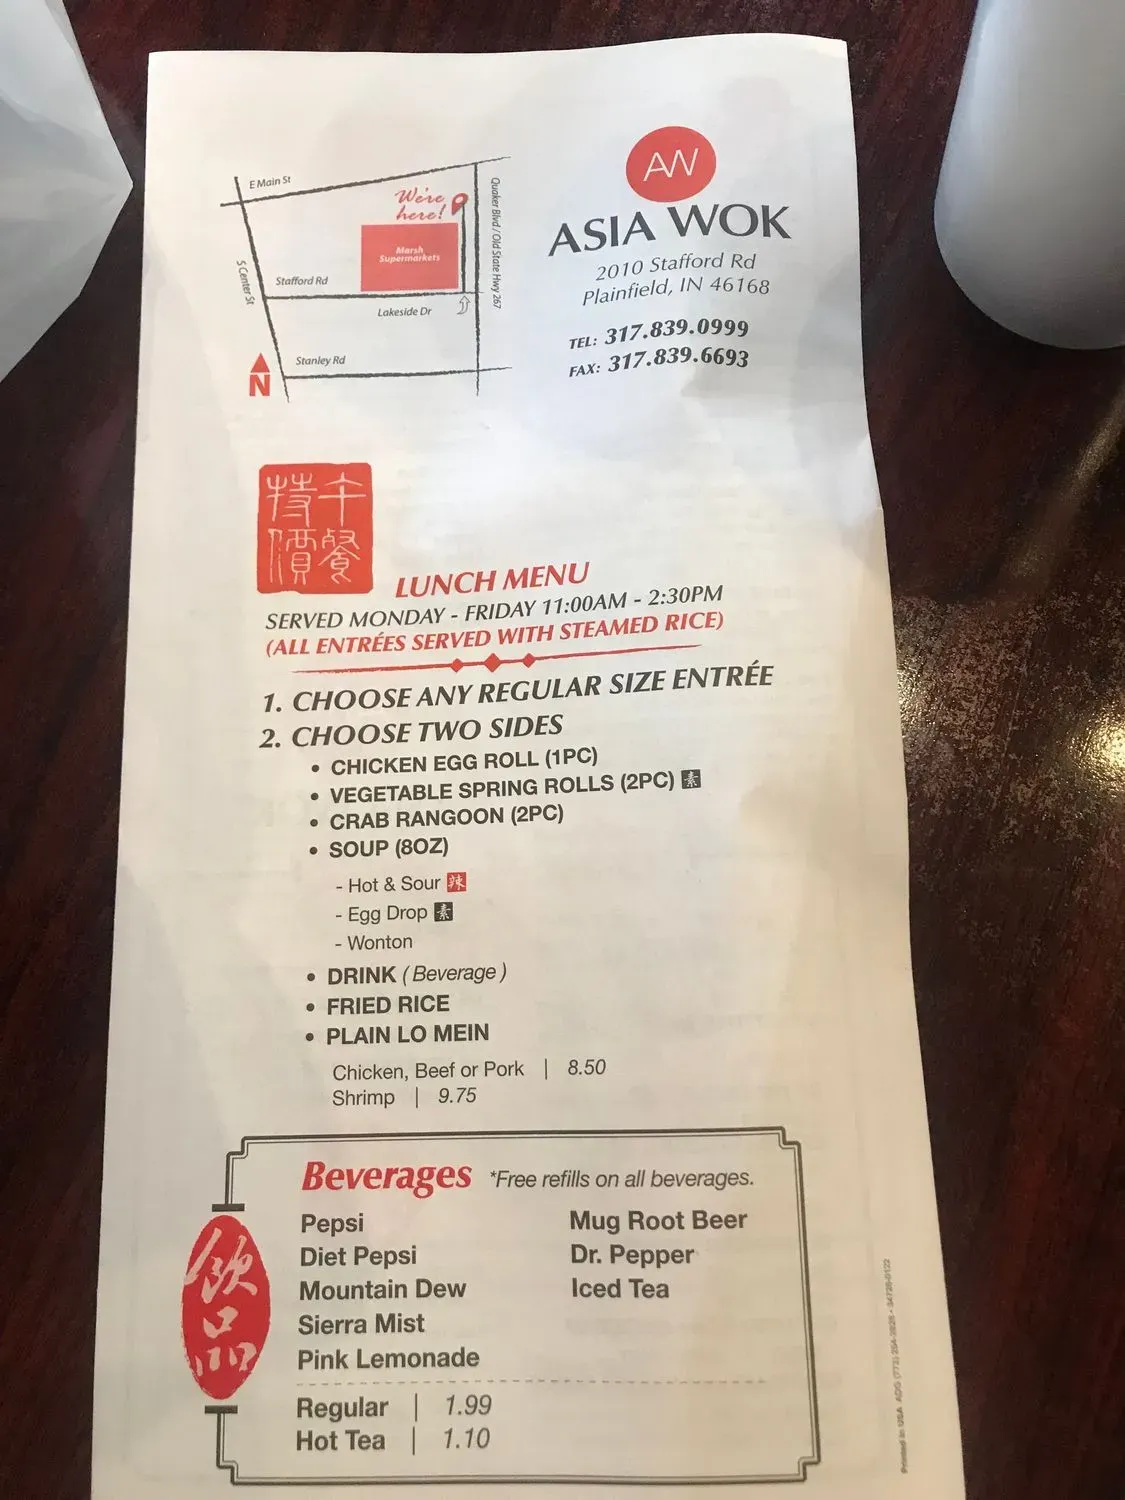 E Main St
We're
here!
Quaker Blvd / Old State Hwy 267
Marsh
Supermarkets
S Center St
Stafford Rd
Lakeside Dr
Stanley Rd
N
AW
ASIA WOK
2010 Stafford Rd
Plainfield, IN 46168
TEL: 317.839.0999
FAX: 317.839.6693
午餐
特價
LUNCH MENU
SERVED MONDAY - FRIDAY 11:00AM - 2:30PM
(ALL ENTRÉES SERVED WITH STEAMED RICE)
1. CHOOSE ANY REGULAR SIZE ENTRÉE
2. CHOOSE TWO SIDES
• CHICKEN EGG ROLL (1PC)
• VEGETABLE SPRING ROLLS (2PC) 素
• CRAB RANGOON (2PC)
• SOUP (8OZ)
- Hot & Sour 辣
- Egg Drop 素
- Wonton
• DRINK (Beverage)
• FRIED RICE
• PLAIN LO MEIN
Chicken, Beef or Pork | 8.50
Shrimp | 9.75
Beverages *Free refills on all beverages.
飲品
Pepsi
Diet Pepsi
Mountain Dew
Sierra Mist
Pink Lemonade
Mug Root Beer
Dr. Pepper
Iced Tea
Regular | 1.99
Hot Tea | 1.10
Printed in USA ADG (773)